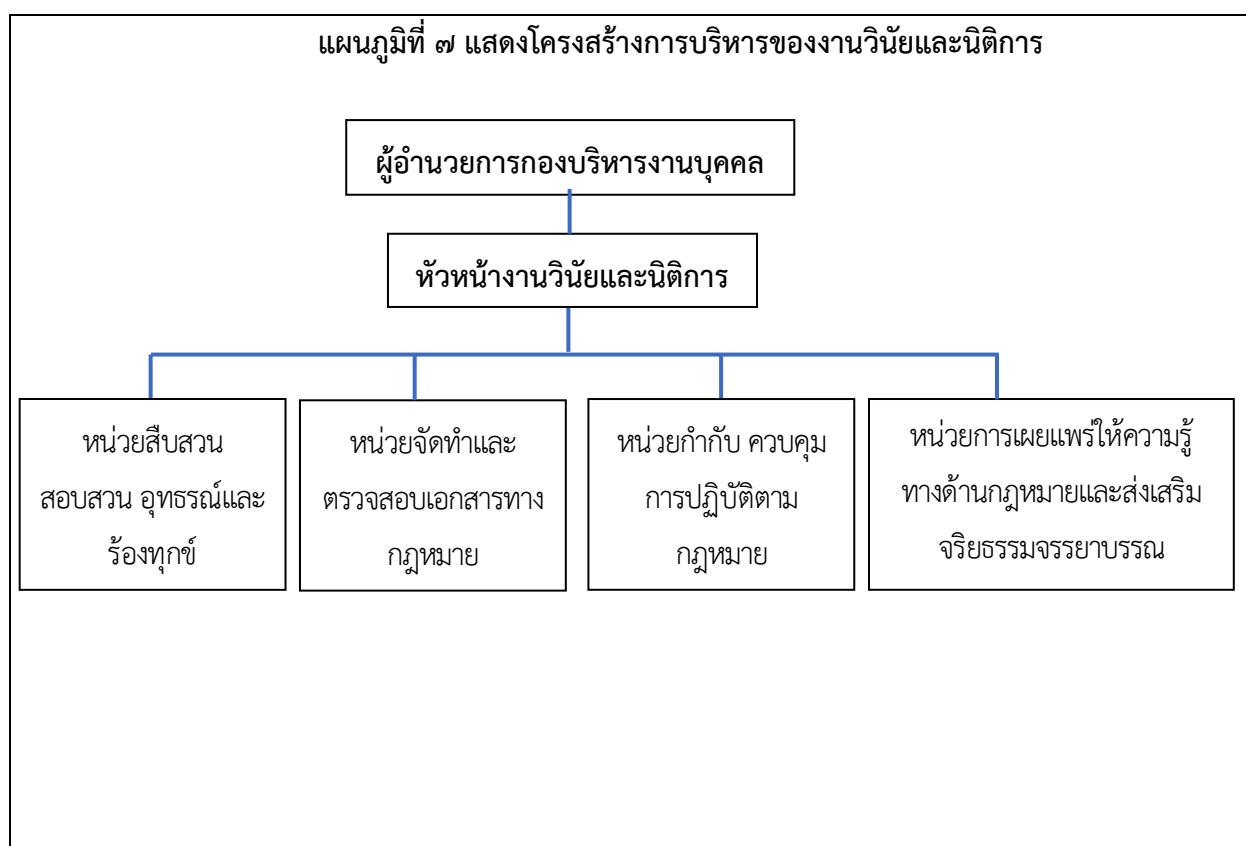 แผนภูมิที่ ๗ แสดงโครงสร้างการบริหารของงานวินัยและนิติการ
ผู้อำนวยการกองบริหารงานบุคคล
หัวหน้างานวินัยและนิติการ
หน่วยสืบสวน
สอบสวน อุทธรณ์และ
ร้องทุกข์
หน่วยจัดทำและ
ตรวจสอบเอกสารทาง
กฎหมาย
หน่วยกำกับ ควบคุม
การปฏิบัติตาม
กฎหมาย
หน่วยการเผยแพร่ให้ความรู้
ทางด้านกฎหมายและส่งเสริม
จริยธรรมจรรยาบรรณ